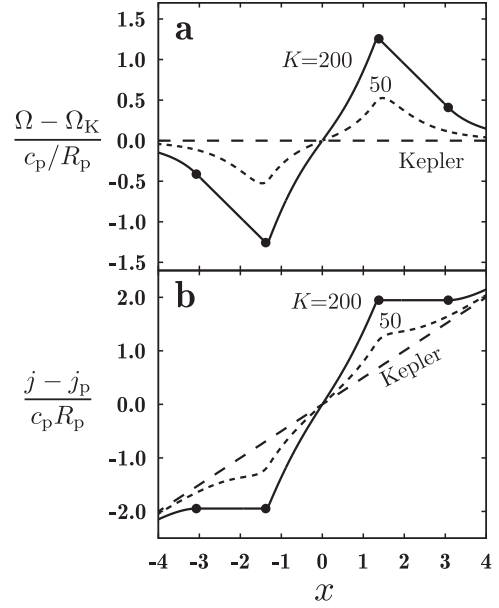 a
K=200
50
Kepler
Ω − Ω_K
c_p/R_p
1.5
1.0
0.5
0.0
-0.5
-1.0
-1.5
b
K=200
50
Kepler
j − j_p
c_p R_p
2.0
1.0
0.0
-1.0
-2.0
-4 -3 -2 -1 0 1 2 3 4
x